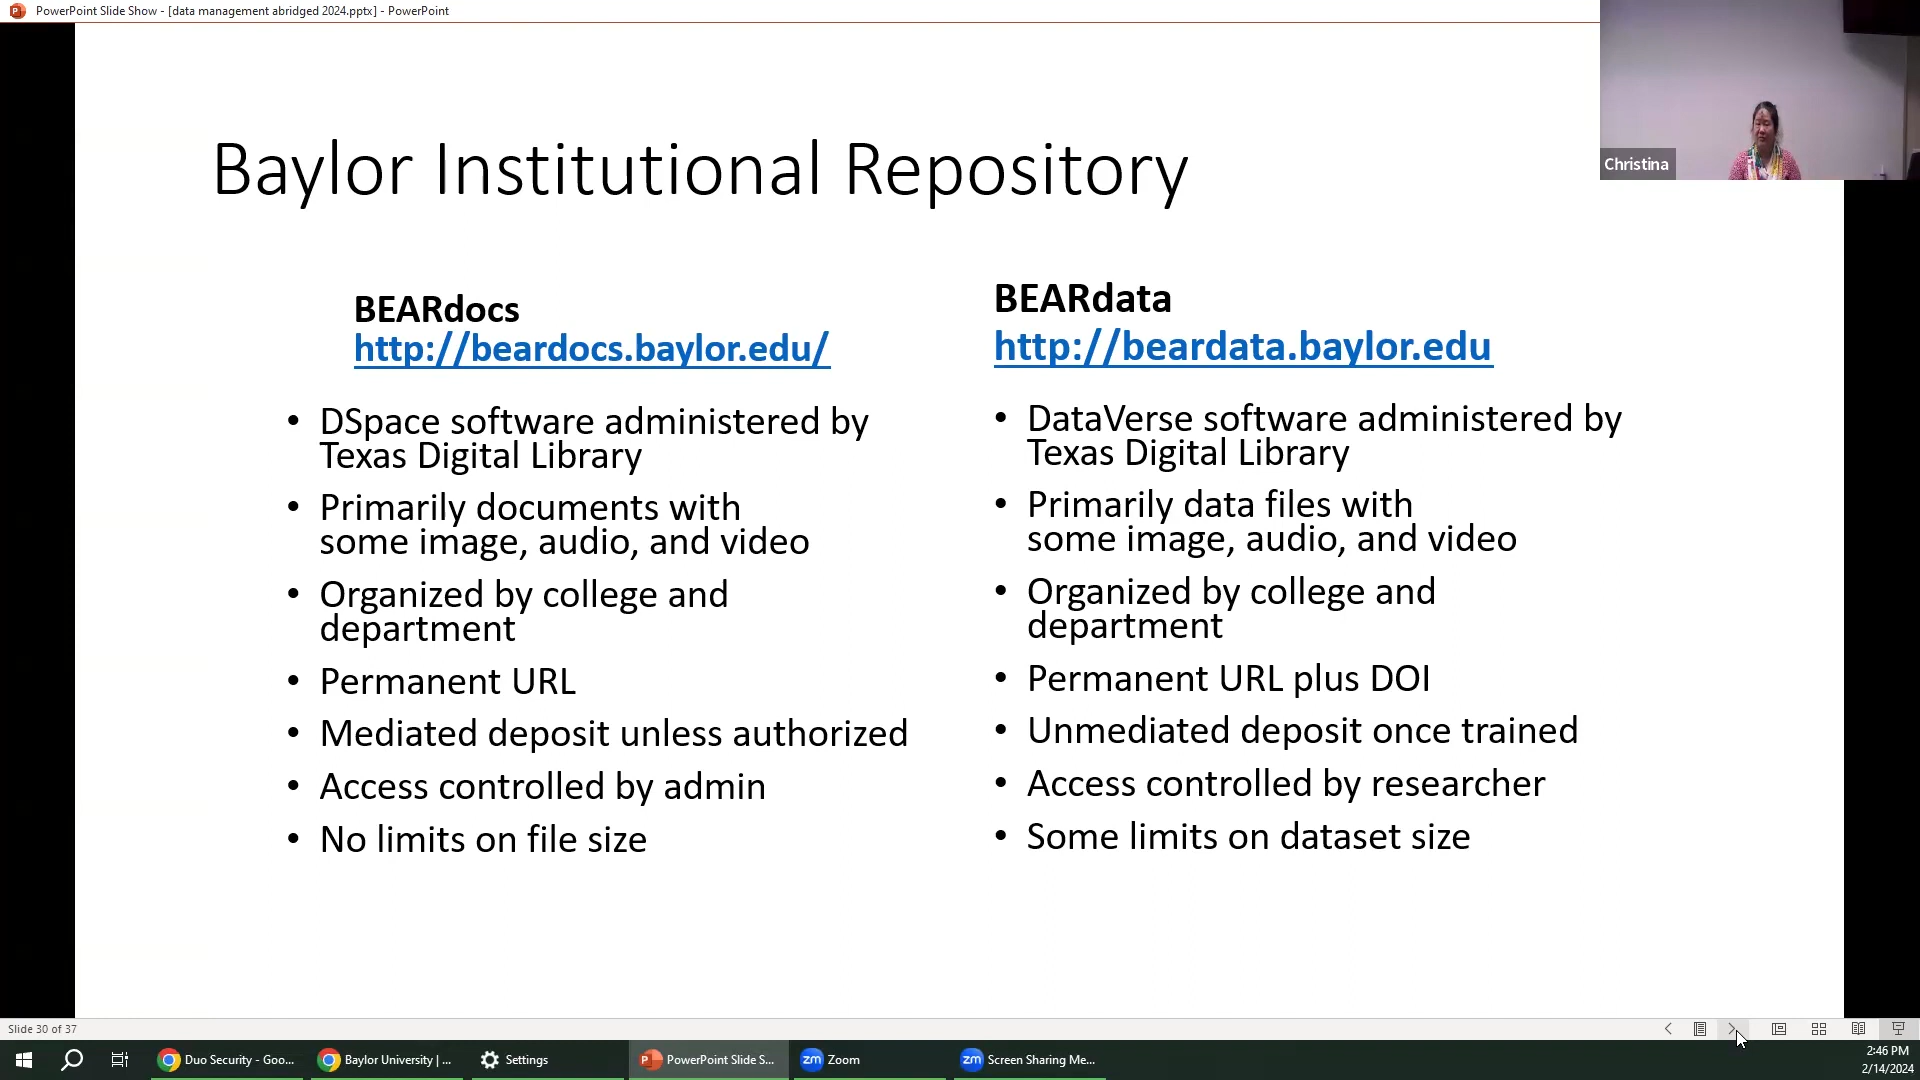 PowerPoint Slide Show - [data management abridged 2024.pptx] - PowerPoint
Christina
Baylor Institutional Repository
BEARdocs
http://beardocs.baylor.edu/
• DSpace software administered by
Texas Digital Library
• Primarily documents with
some image, audio, and video
• Organized by college and
department
• Permanent URL
• Mediated deposit unless authorized
• Access controlled by admin
• No limits on file size
BEARdata
http://beardata.baylor.edu
• DataVerse software administered by
Texas Digital Library
• Primarily data files with
some image, audio, and video
• Organized by college and
department
• Permanent URL plus DOI
• Unmediated deposit once trained
• Access controlled by researcher
• Some limits on dataset size
Slide 30 of 37
Duo Security - Goo...
Baylor University | ...
Settings
PowerPoint Slide S...
zm Zoom
zm Screen Sharing Me...
2:46 PM
2/14/2024